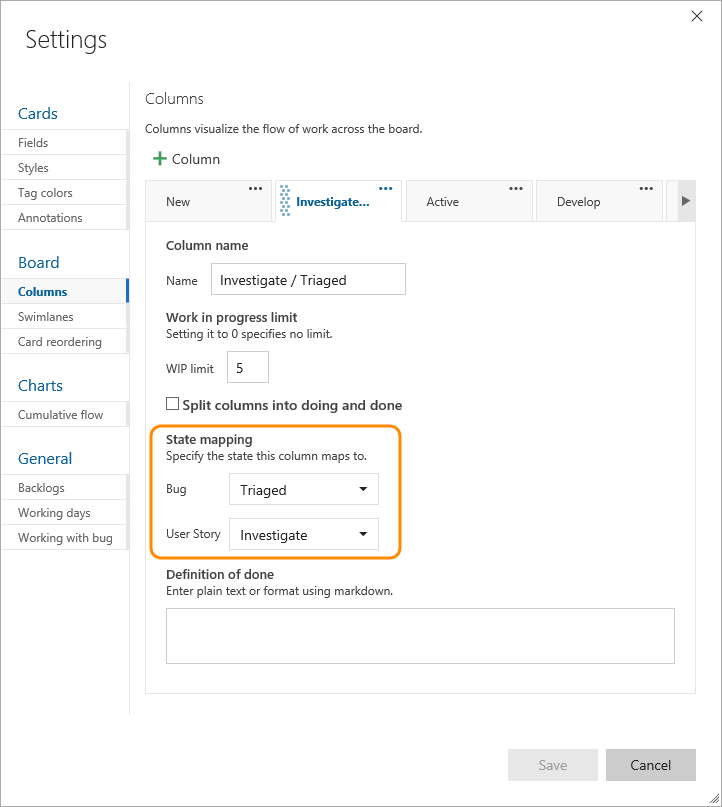 Settings
Cards
Fields
Styles
Tag colors
Annotations
Board
Columns
Swimlanes
Card reordering
Charts
Cumulative flow
General
Backlogs
Working days
Working with bug
Columns
Columns visualize the flow of work across the board.
+ Column
New ••• Investigate... ••• Active ••• Develop •••
Column name
Name Investigate / Triaged
Work in progress limit
Setting it to 0 specifies no limit.
WIP limit 5
Split columns into doing and done
State mapping
Specify the state this column maps to.
Bug Triaged
User Story Investigate
Definition of done
Enter plain text or format using markdown.
Save Cancel